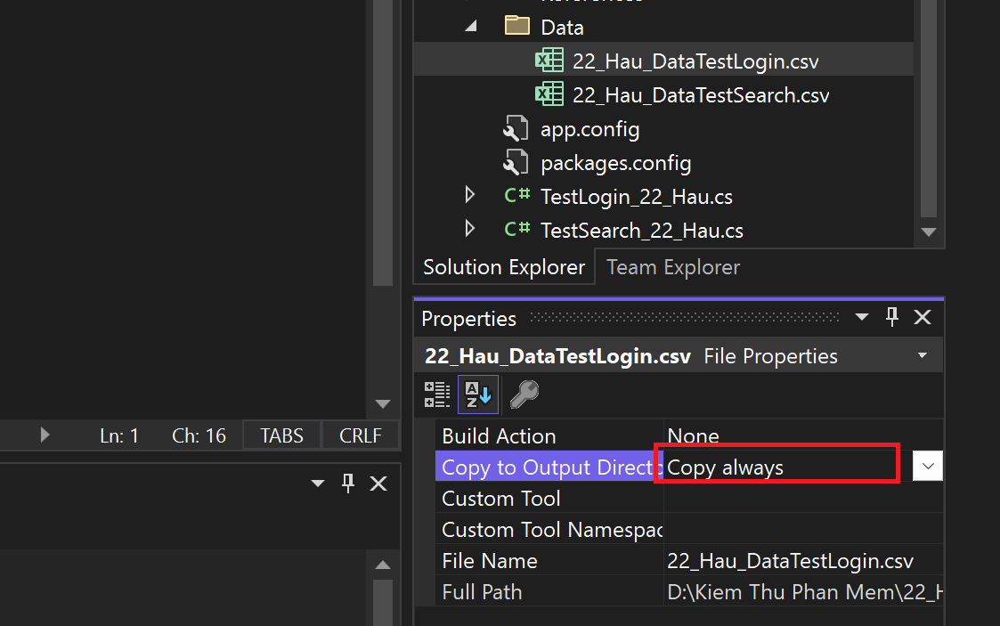 Data
22_Hau_DataTestLogin.csv
22_Hau_DataTestSearch.csv
app.config
packages.config
C# TestLogin_22_Hau.cs
C# TestSearch_22_Hau.cs
Solution Explorer Team Explorer
Properties
22_Hau_DataTestLogin.csv File Properties
Ln: 1 Ch: 16 TABS CRLF
Build Action None
Copy to Output Directo Copy always
Custom Tool
Custom Tool Namespac
File Name 22_Hau_DataTestLogin.csv
Full Path D:\Kiem Thu Phan Mem\22_H